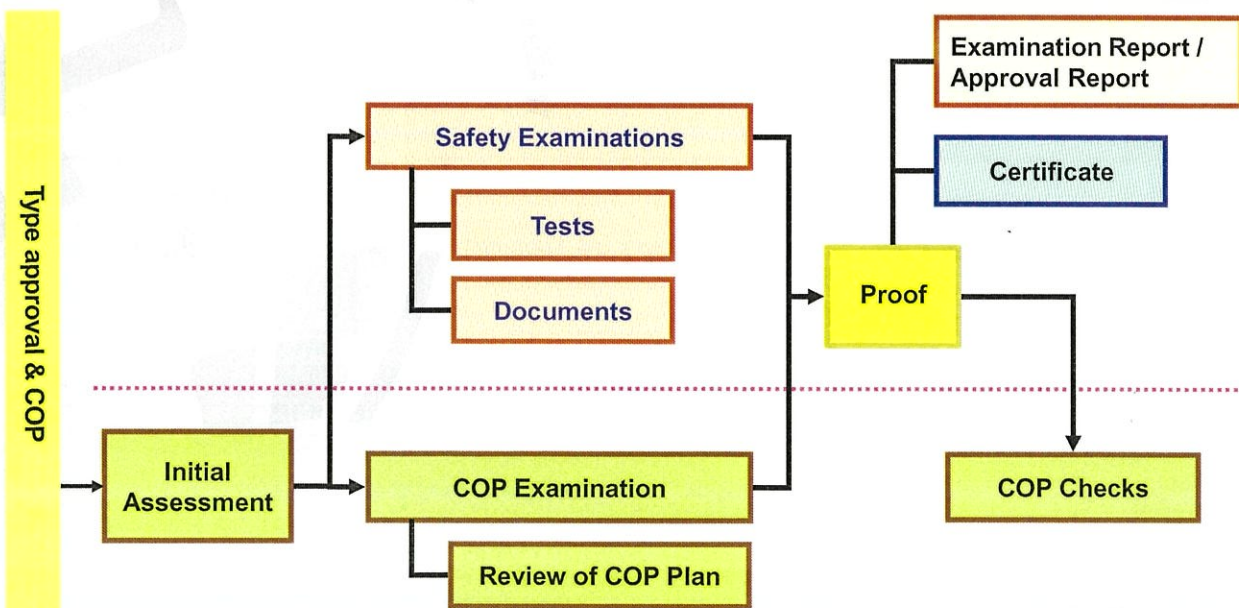 Type approval & COP
Initial
Assessment
Safety Examinations
Tests
Documents
COP Examination
Review of COP Plan
Proof
Examination Report /
Approval Report
Certificate
COP Checks